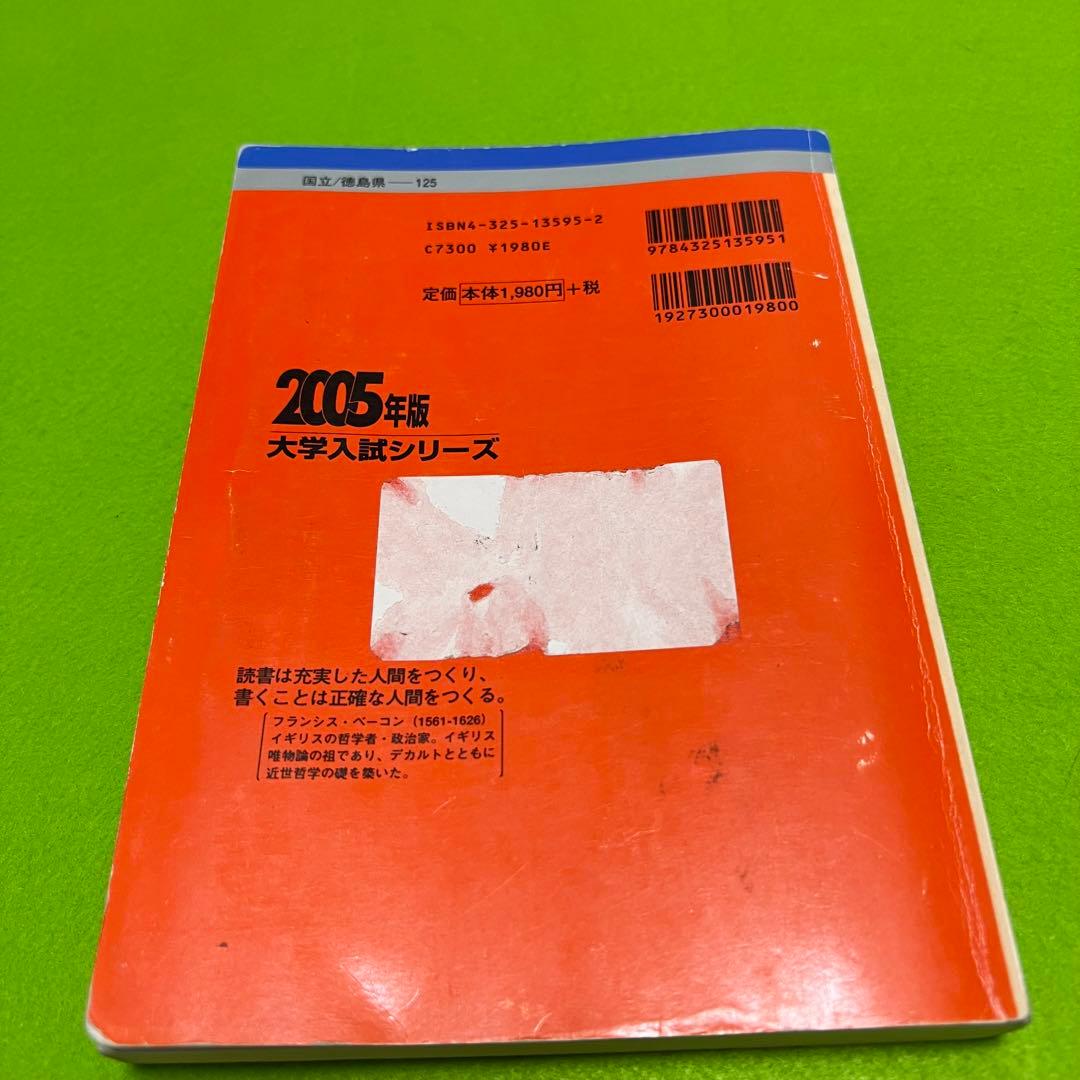 国立/徳島県──125
ISBN4-325-13595-2
C7300 ¥1980E
定価 本体1,980円+税
9784325135951
1927300019800
2005年版
大学入試シリーズ
読書は充実した人間をつくり、
書くことは正確な人間をつくる。
フランシス・ベーコン (1561-1626)
イギリスの哲学者・政治家。イギリス
唯物論の祖であり、デカルトとともに
近世哲学の礎を築いた。